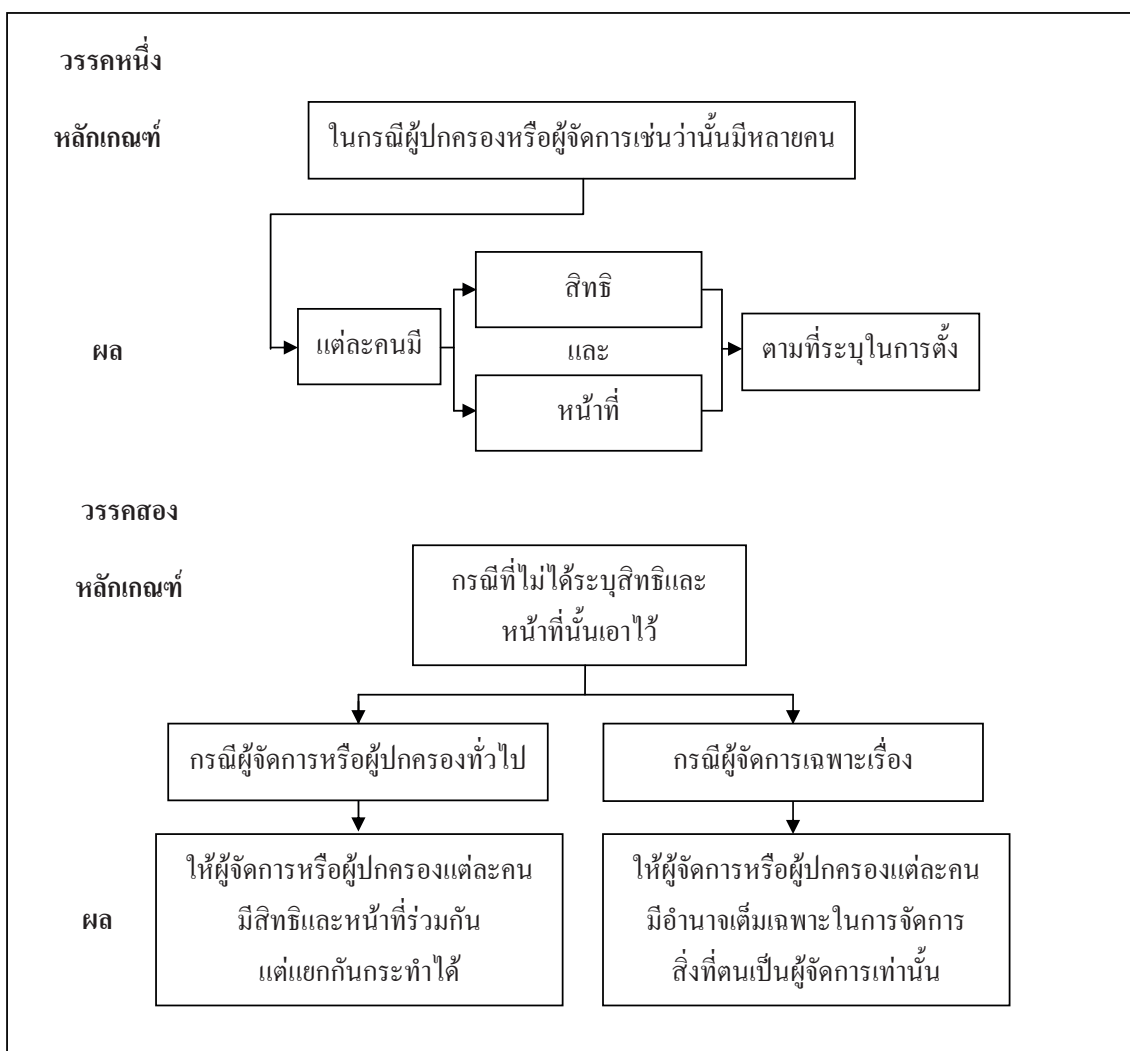 วรรคหนึ่ง
หลักเกณฑ์
ในกรณีผู้ปกครองหรือผู้จัดการเช่นว่านั้นมีหลายคน
ผล
แต่ละคนมี
สิทธิ
และ
หน้าที่
ตามที่ระบุในการตั้ง
วรรคสอง
หลักเกณฑ์
กรณีที่ไม่ได้ระบุสิทธิและ
หน้าที่นั้นเอาไว้
กรณีผู้จัดการหรือผู้ปกครองทั่วไป
กรณีผู้จัดการเฉพาะเรื่อง
ผล
ให้ผู้จัดการหรือผู้ปกครองแต่ละคน
มีสิทธิและหน้าที่ร่วมกัน
แต่แยกกันกระทำได้
ให้ผู้จัดการหรือผู้ปกครองแต่ละคน
มีอำนาจเต็มเฉพาะในการจัดการ
สิ่งที่ตนเป็นผู้จัดการเท่านั้น